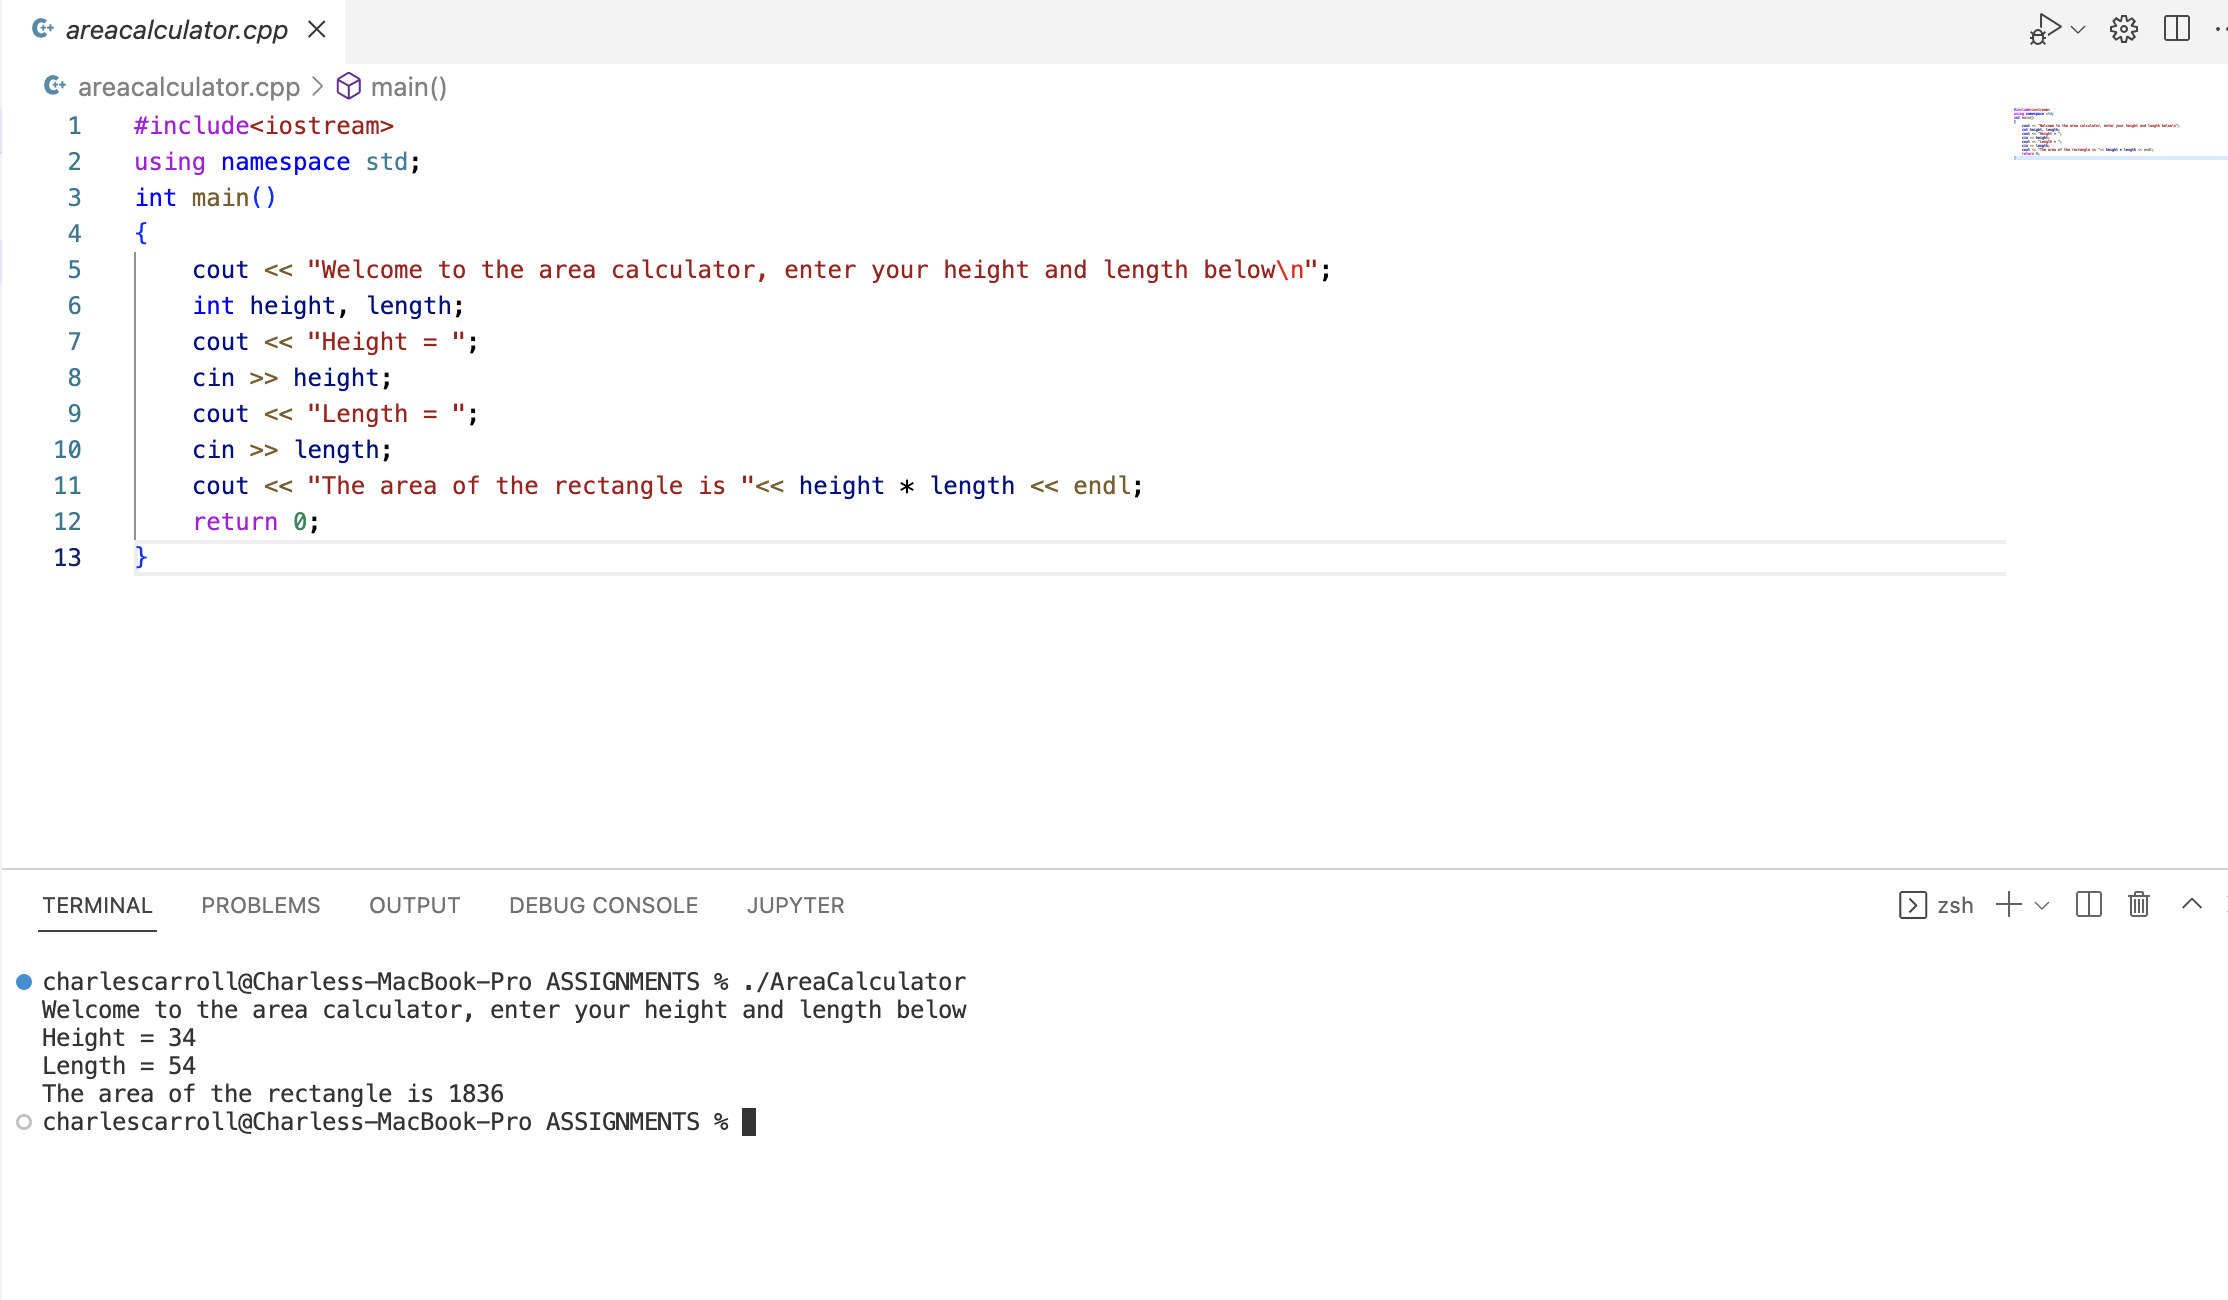 areacalculator.cpp
areacalculator.cpp > main()
1 #include<iostream>
2 using namespace std;
3 int main()
4 {
5     cout << "Welcome to the area calculator, enter your height and length below\n";
6     int height, length;
7     cout << "Height = ";
8     cin >> height;
9     cout << "Length = ";
10     cin >> length;
11     cout << "The area of the rectangle is "<< height * length << endl;
12     return 0;
13 }
TERMINAL PROBLEMS OUTPUT DEBUG CONSOLE JUPYTER zsh
charlescarroll@Charless-MacBook-Pro ASSIGNMENTS % ./AreaCalculator
Welcome to the area calculator, enter your height and length below
Height = 34
Length = 54
The area of the rectangle is 1836
charlescarroll@Charless-MacBook-Pro ASSIGNMENTS %